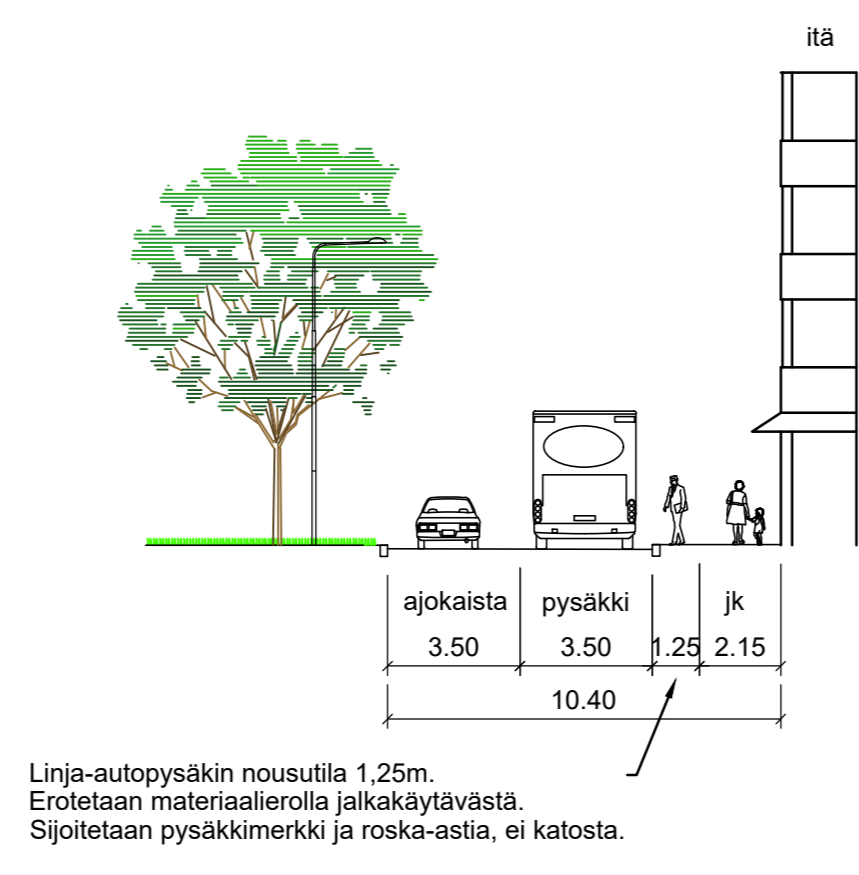 itä
ajokaista pysäkki jk
3.50 3.50 1.25 2.15
10.40
Linja-autopysäkin nousutila 1,25m.
Erotetaan materiaalierolla jalkakäytävästä.
Sijoitetaan pysäkkimerkki ja roska-astia, ei katosta.